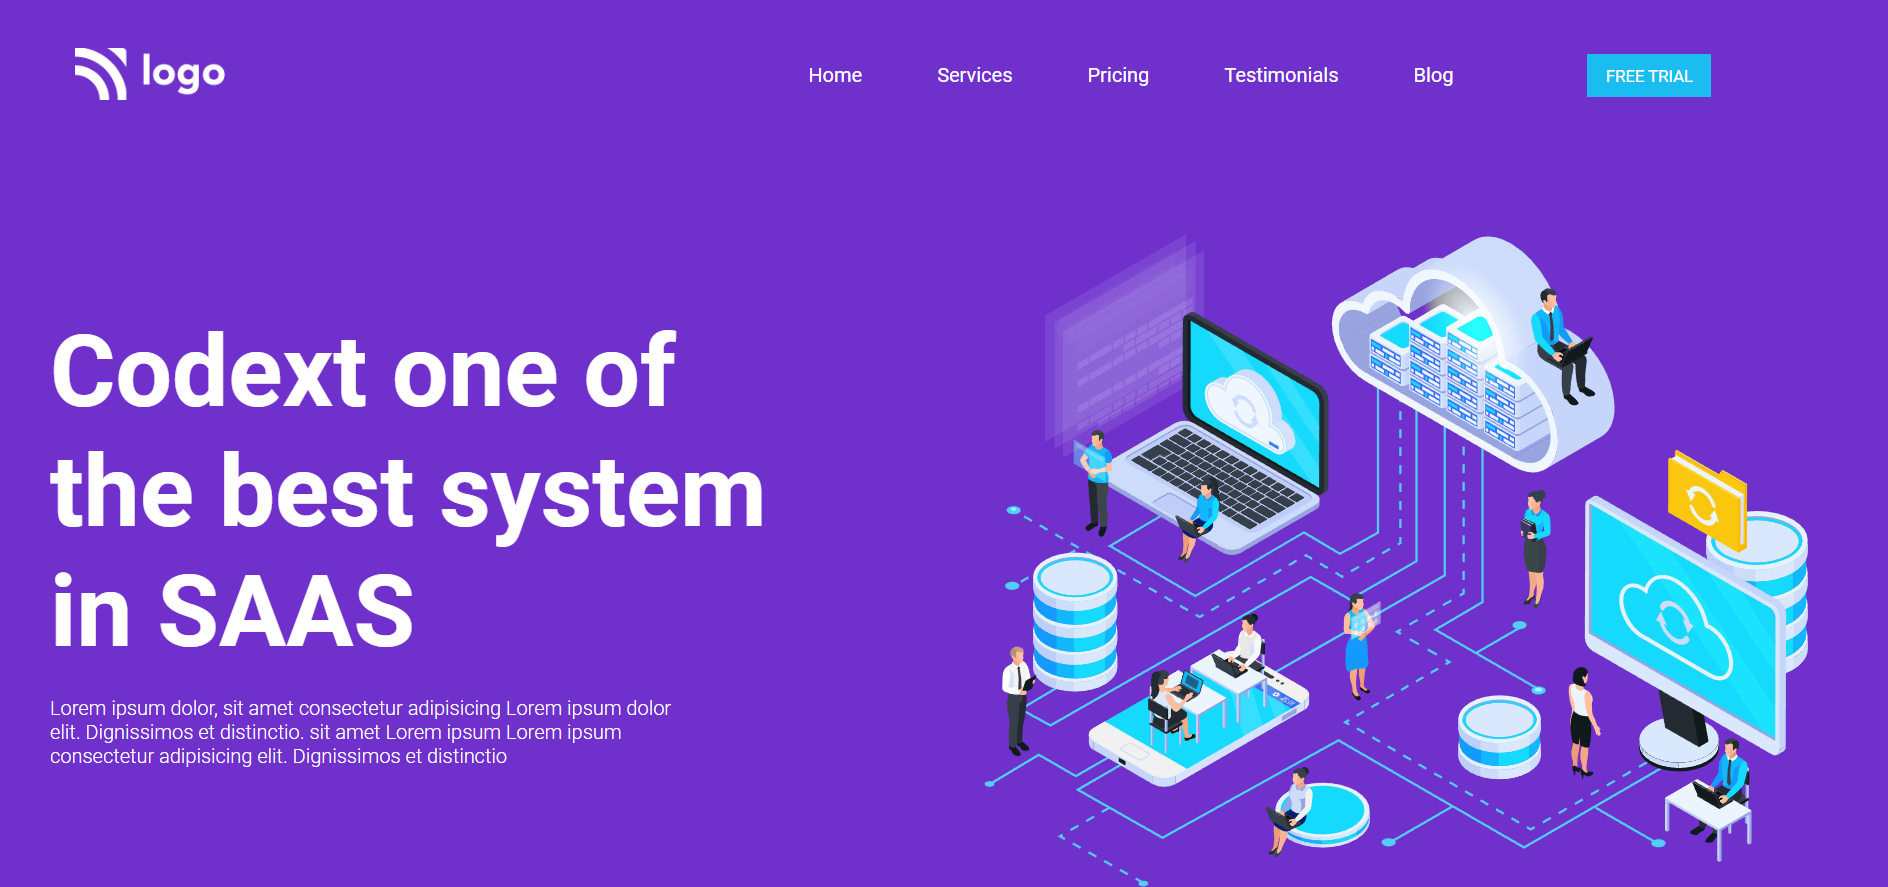 logo
Home
Services
Pricing
Testimonials
Blog
FREE TRIAL
Codext one of
the best system
in SAAS
Lorem ipsum dolor, sit amet consectetur adipisicing Lorem ipsum dolor
elit. Dignissimos et distinctio. sit amet Lorem ipsum Lorem ipsum
consectetur adipisicing elit. Dignissimos et distinctio